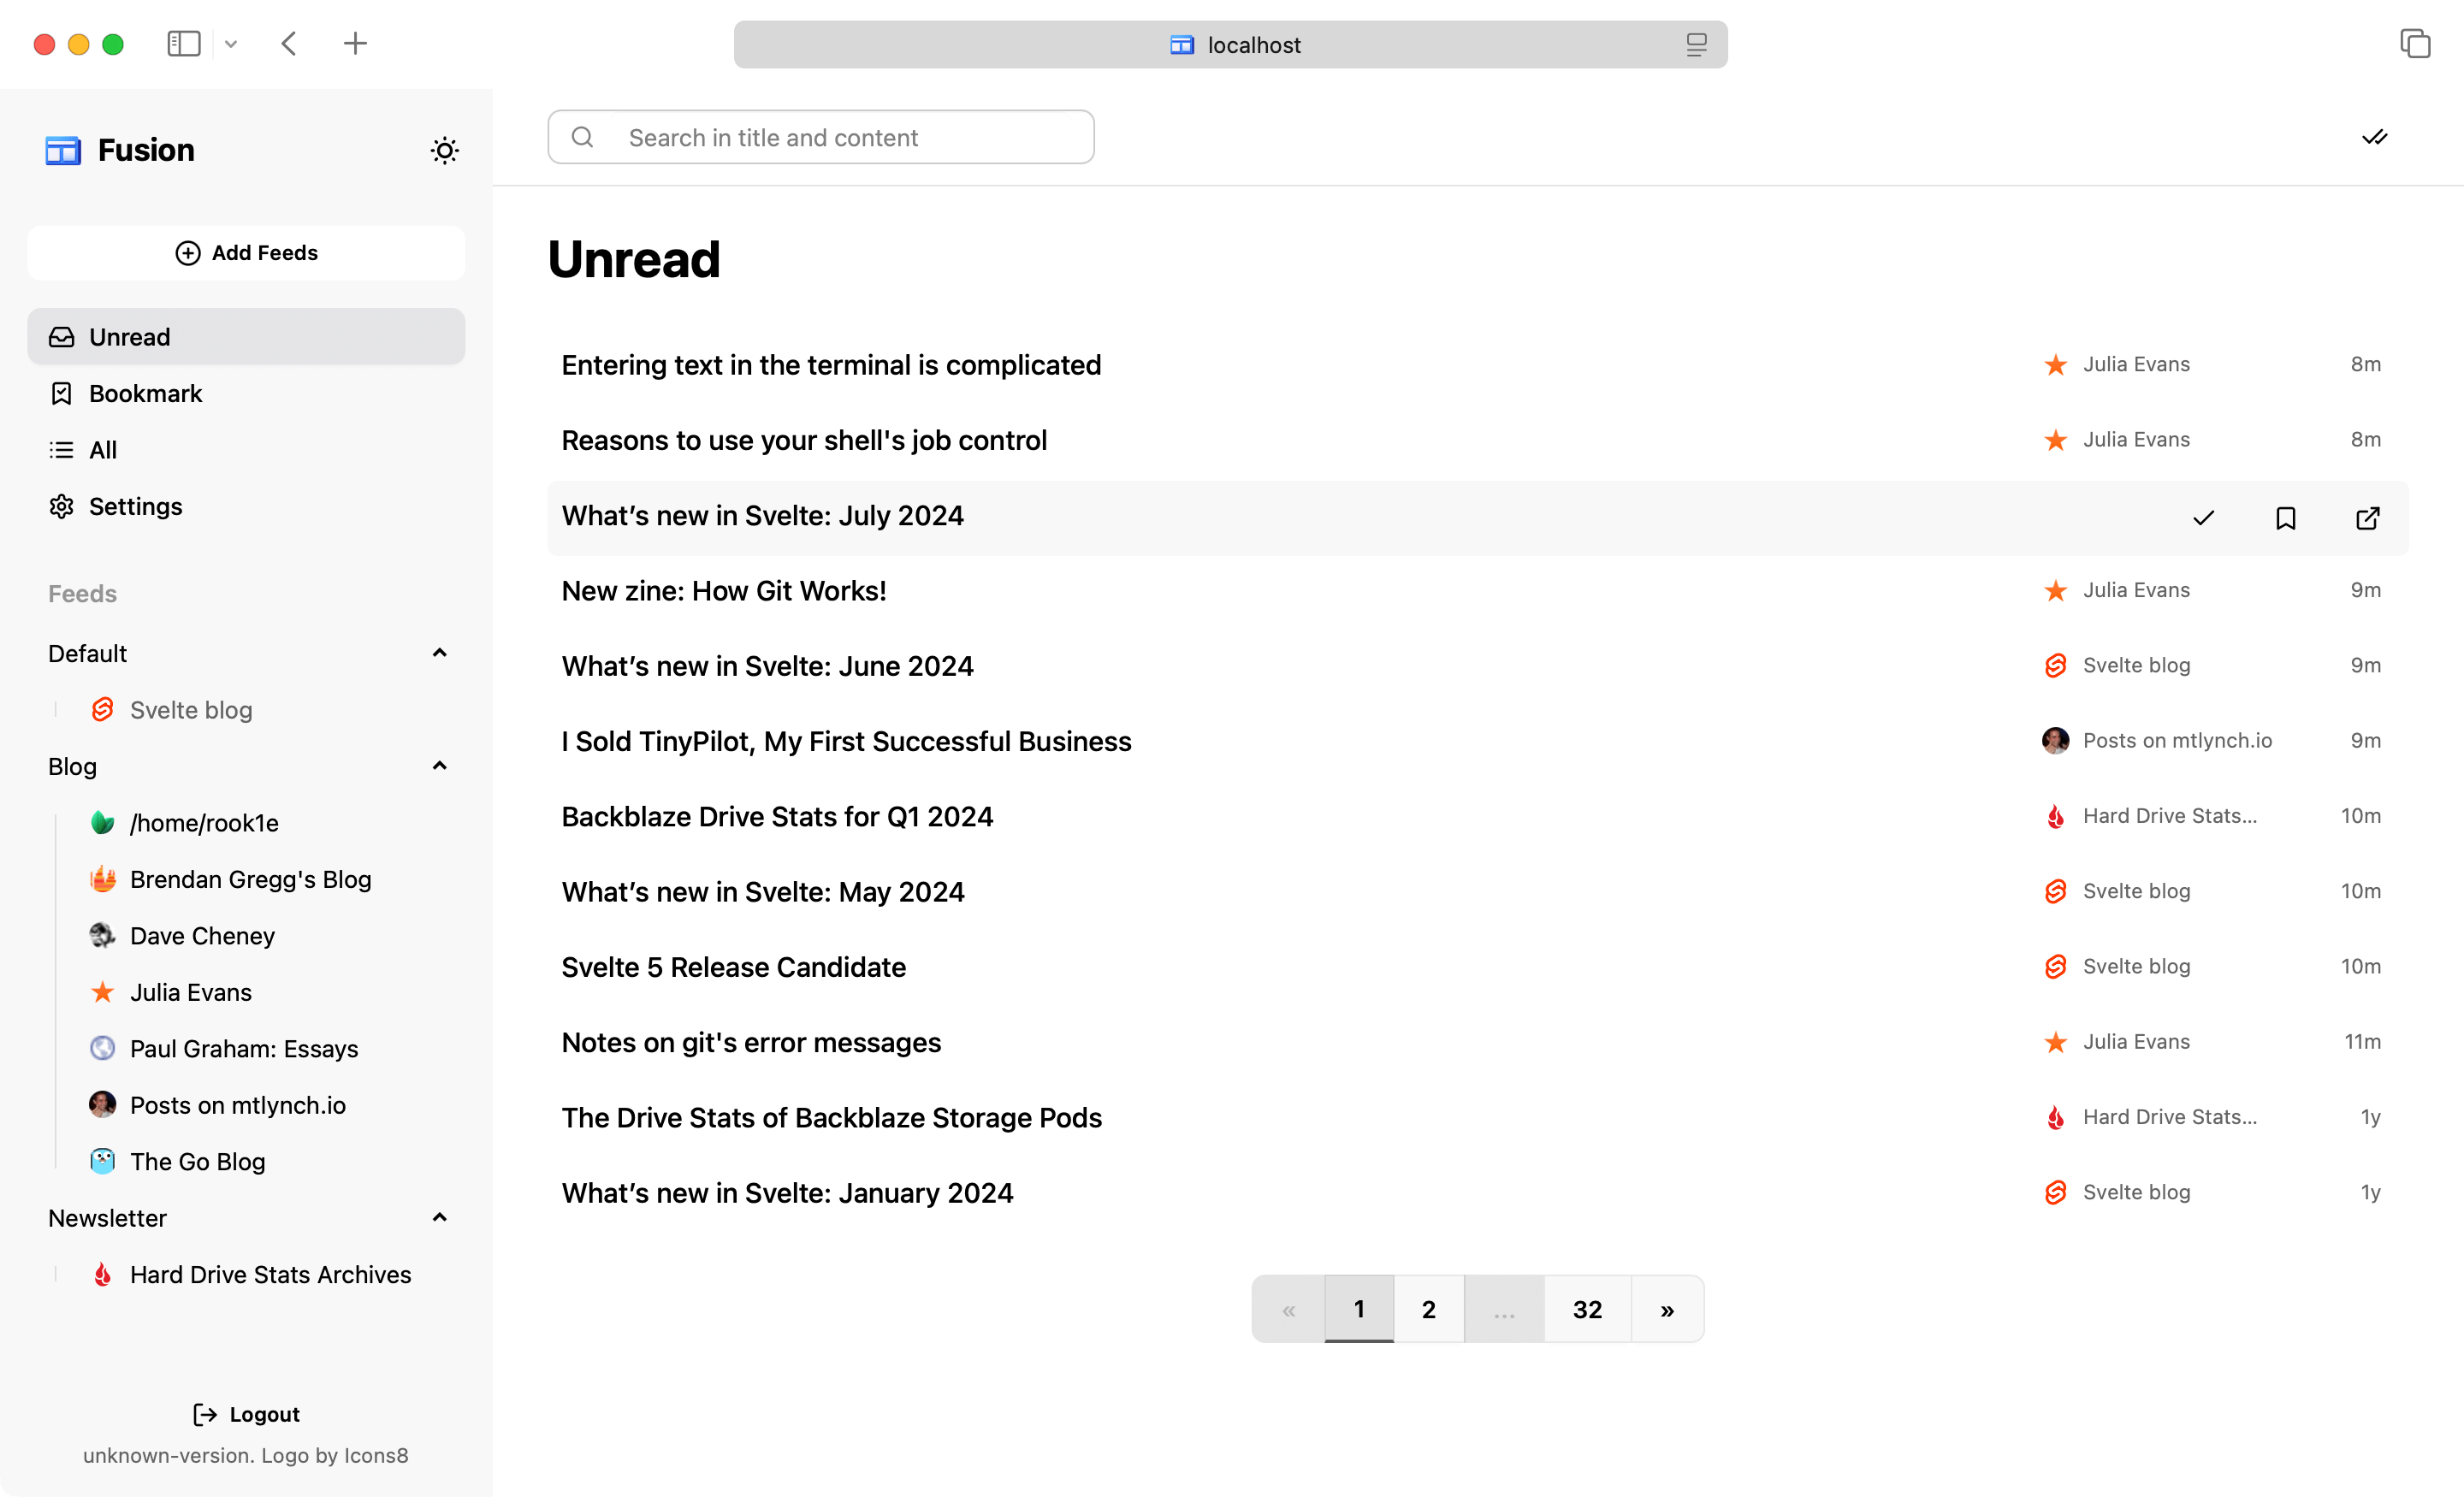 localhost
Fusion
Add Feeds
Unread
Bookmark
All
Settings
Feeds
Default
Svelte blog
Blog
/home/rook1e
Brendan Gregg's Blog
Dave Cheney
Julia Evans
Paul Graham: Essays
Posts on mtlynch.io
The Go Blog
Newsletter
Hard Drive Stats Archives
Logout
unknown-version. Logo by Icons8
Search in title and content
Unread
Entering text in the terminal is complicated Julia Evans 8m
Reasons to use your shell's job control Julia Evans 8m
What’s new in Svelte: July 2024
New zine: How Git Works! Julia Evans 9m
What’s new in Svelte: June 2024 Svelte blog 9m
I Sold TinyPilot, My First Successful Business Posts on mtlynch.io 9m
Backblaze Drive Stats for Q1 2024 Hard Drive Stats... 10m
What’s new in Svelte: May 2024 Svelte blog 10m
Svelte 5 Release Candidate Svelte blog 10m
Notes on git's error messages Julia Evans 11m
The Drive Stats of Backblaze Storage Pods Hard Drive Stats... 1y
What’s new in Svelte: January 2024 Svelte blog 1y
« 1 2 ... 32 »